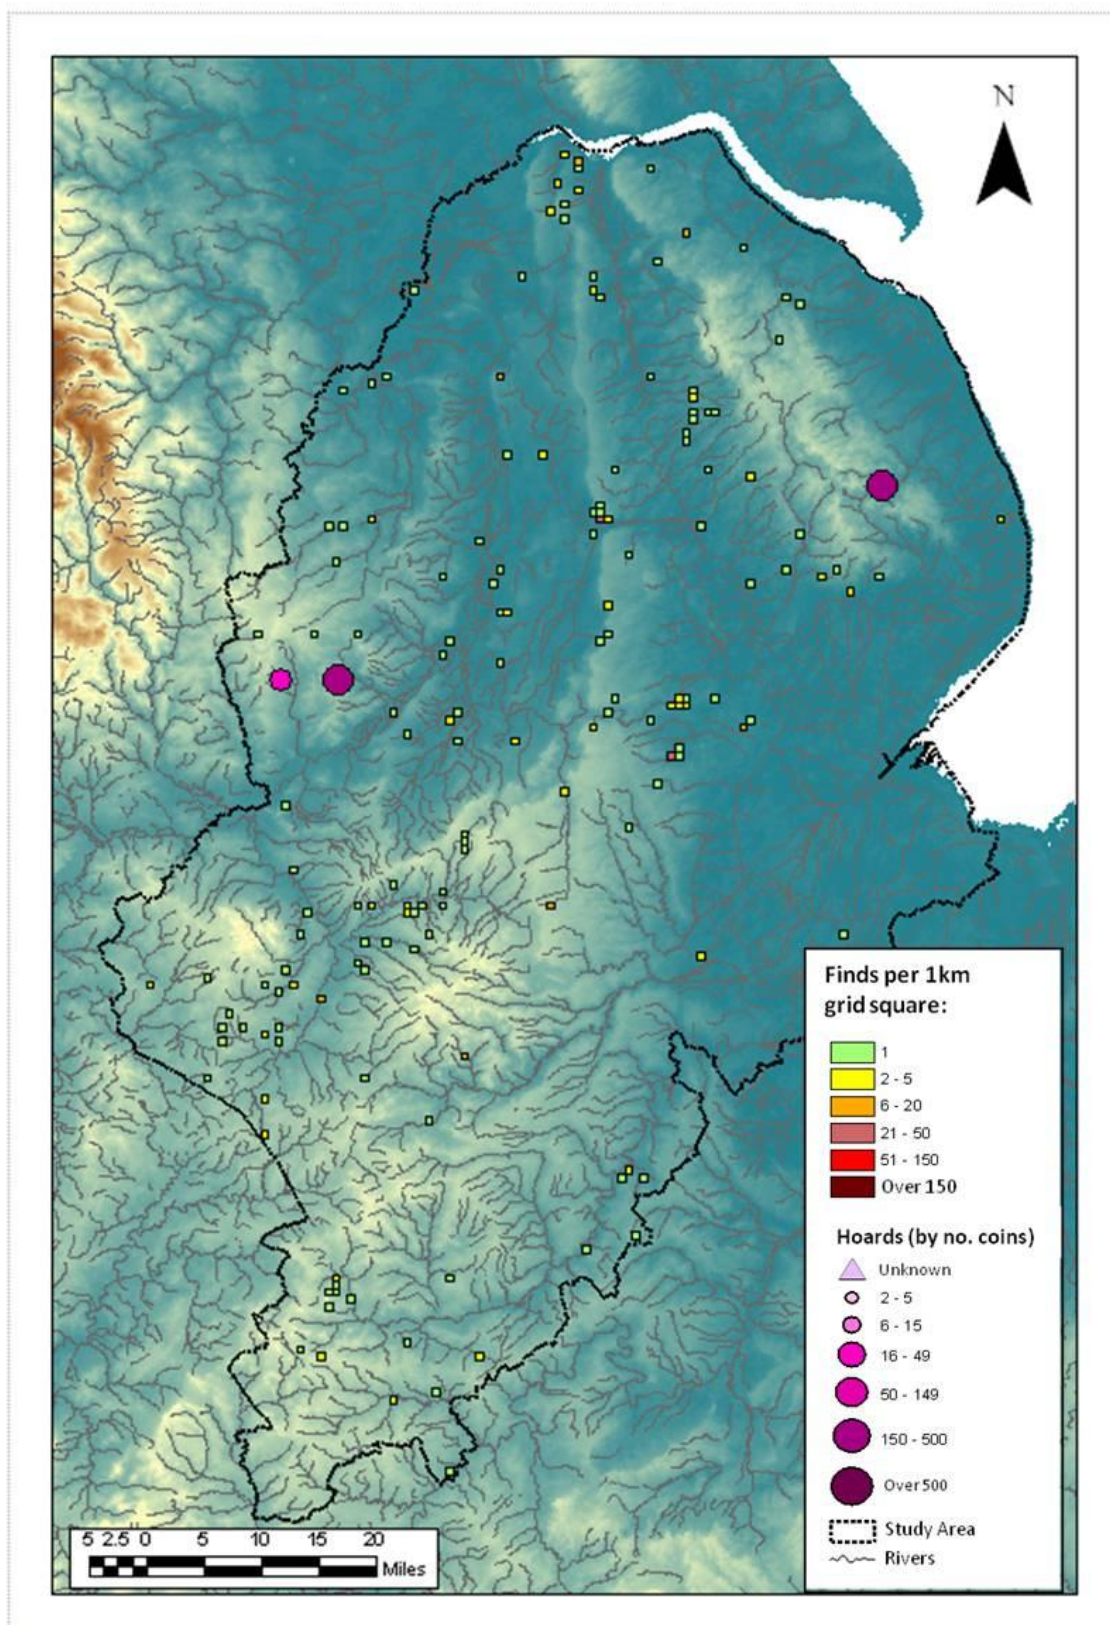 N
Finds per 1km
grid square:
1
2 - 5
6 - 20
21 - 50
51 - 150
Over 150
Hoards (by no. coins)
Unknown
2 - 5
6 - 15
16 - 49
50 - 149
150 - 500
Over 500
Study Area
Rivers
5 2.5 0 5 10 15 20
Miles